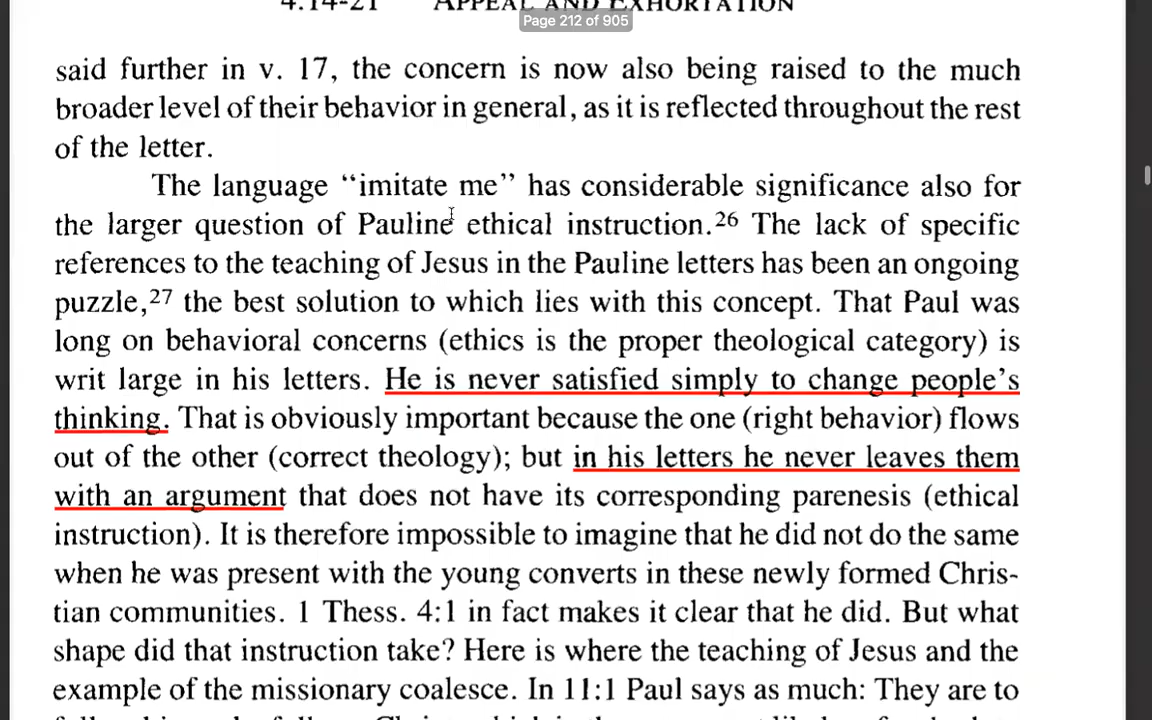 4.14-21 APPEAL AND EXHORTATION
Page 212 of 905
said further in v. 17, the concern is now also being raised to the much
broader level of their behavior in general, as it is reflected throughout the rest
of the letter.
The language “imitate me” has considerable significance also for
the larger question of Pauline ethical instruction.26 The lack of specific
references to the teaching of Jesus in the Pauline letters has been an ongoing
puzzle,27 the best solution to which lies with this concept. That Paul was
long on behavioral concerns (ethics is the proper theological category) is
writ large in his letters. He is never satisfied simply to change people’s
thinking. That is obviously important because the one (right behavior) flows
out of the other (correct theology); but in his letters he never leaves them
with an argument that does not have its corresponding parenesis (ethical
instruction). It is therefore impossible to imagine that he did not do the same
when he was present with the young converts in these newly formed Chris-
tian communities. 1 Thess. 4:1 in fact makes it clear that he did. But what
shape did that instruction take? Here is where the teaching of Jesus and the
example of the missionary coalesce. In 11:1 Paul says as much: They are to